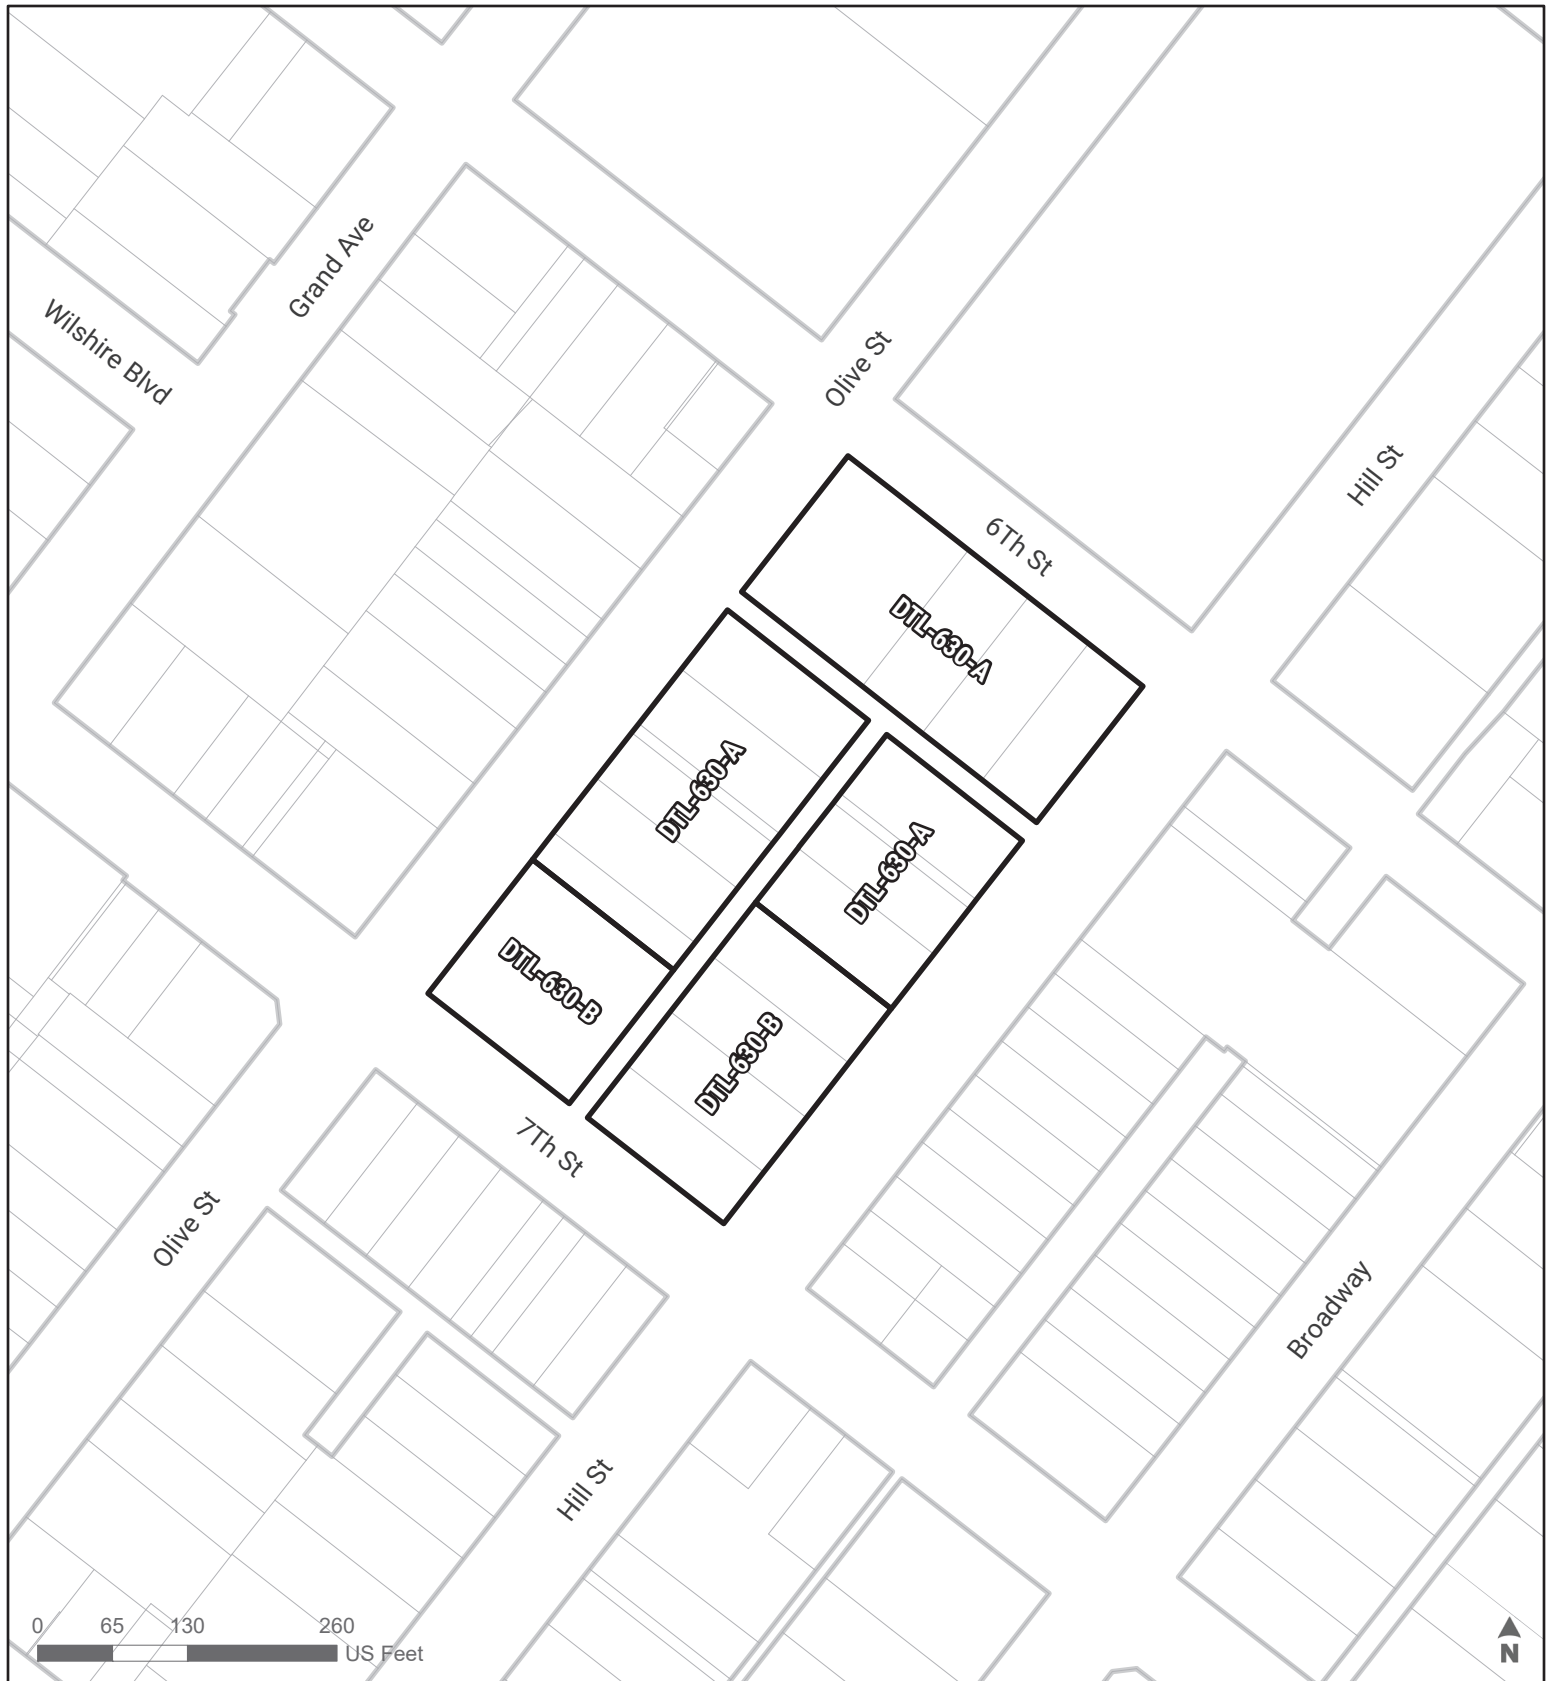 Grand Ave
Wilshire Blvd
Olive St
Hill St
6Th St
DTL-630-A
DTL-630-A
DTL-630-A
DTL-630-B
DTL-630-B
7Th St
Olive St
Broadway
Hill St
0 65 130 260
US Feet
N